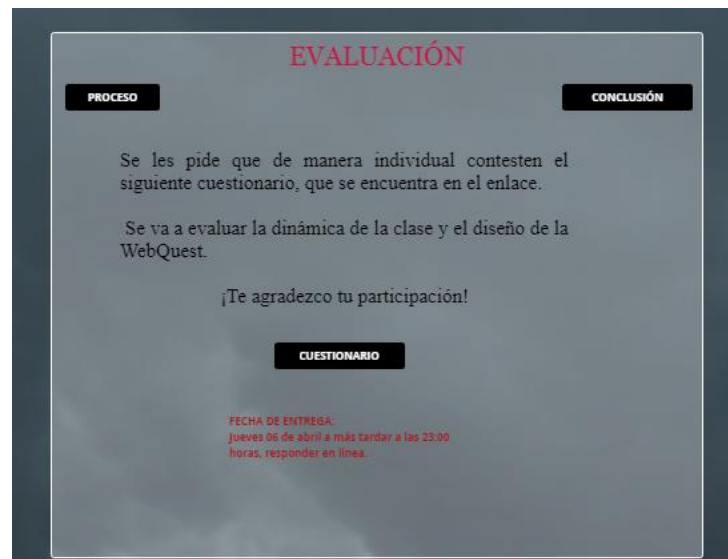 EVALUACIÓN
PROCESO
CONCLUSIÓN
Se les pide que de manera individual contesten el
siguiente cuestionario, que se encuentra en el enlace.
Se va a evaluar la dinámica de la clase y el diseño de la
WebQuest.
¡Te agradezco tu participación!
CUESTIONARIO
FECHA DE ENTREGA:
Jueves 06 de abril a más tardar a las 23:00
horas, responder en línea.